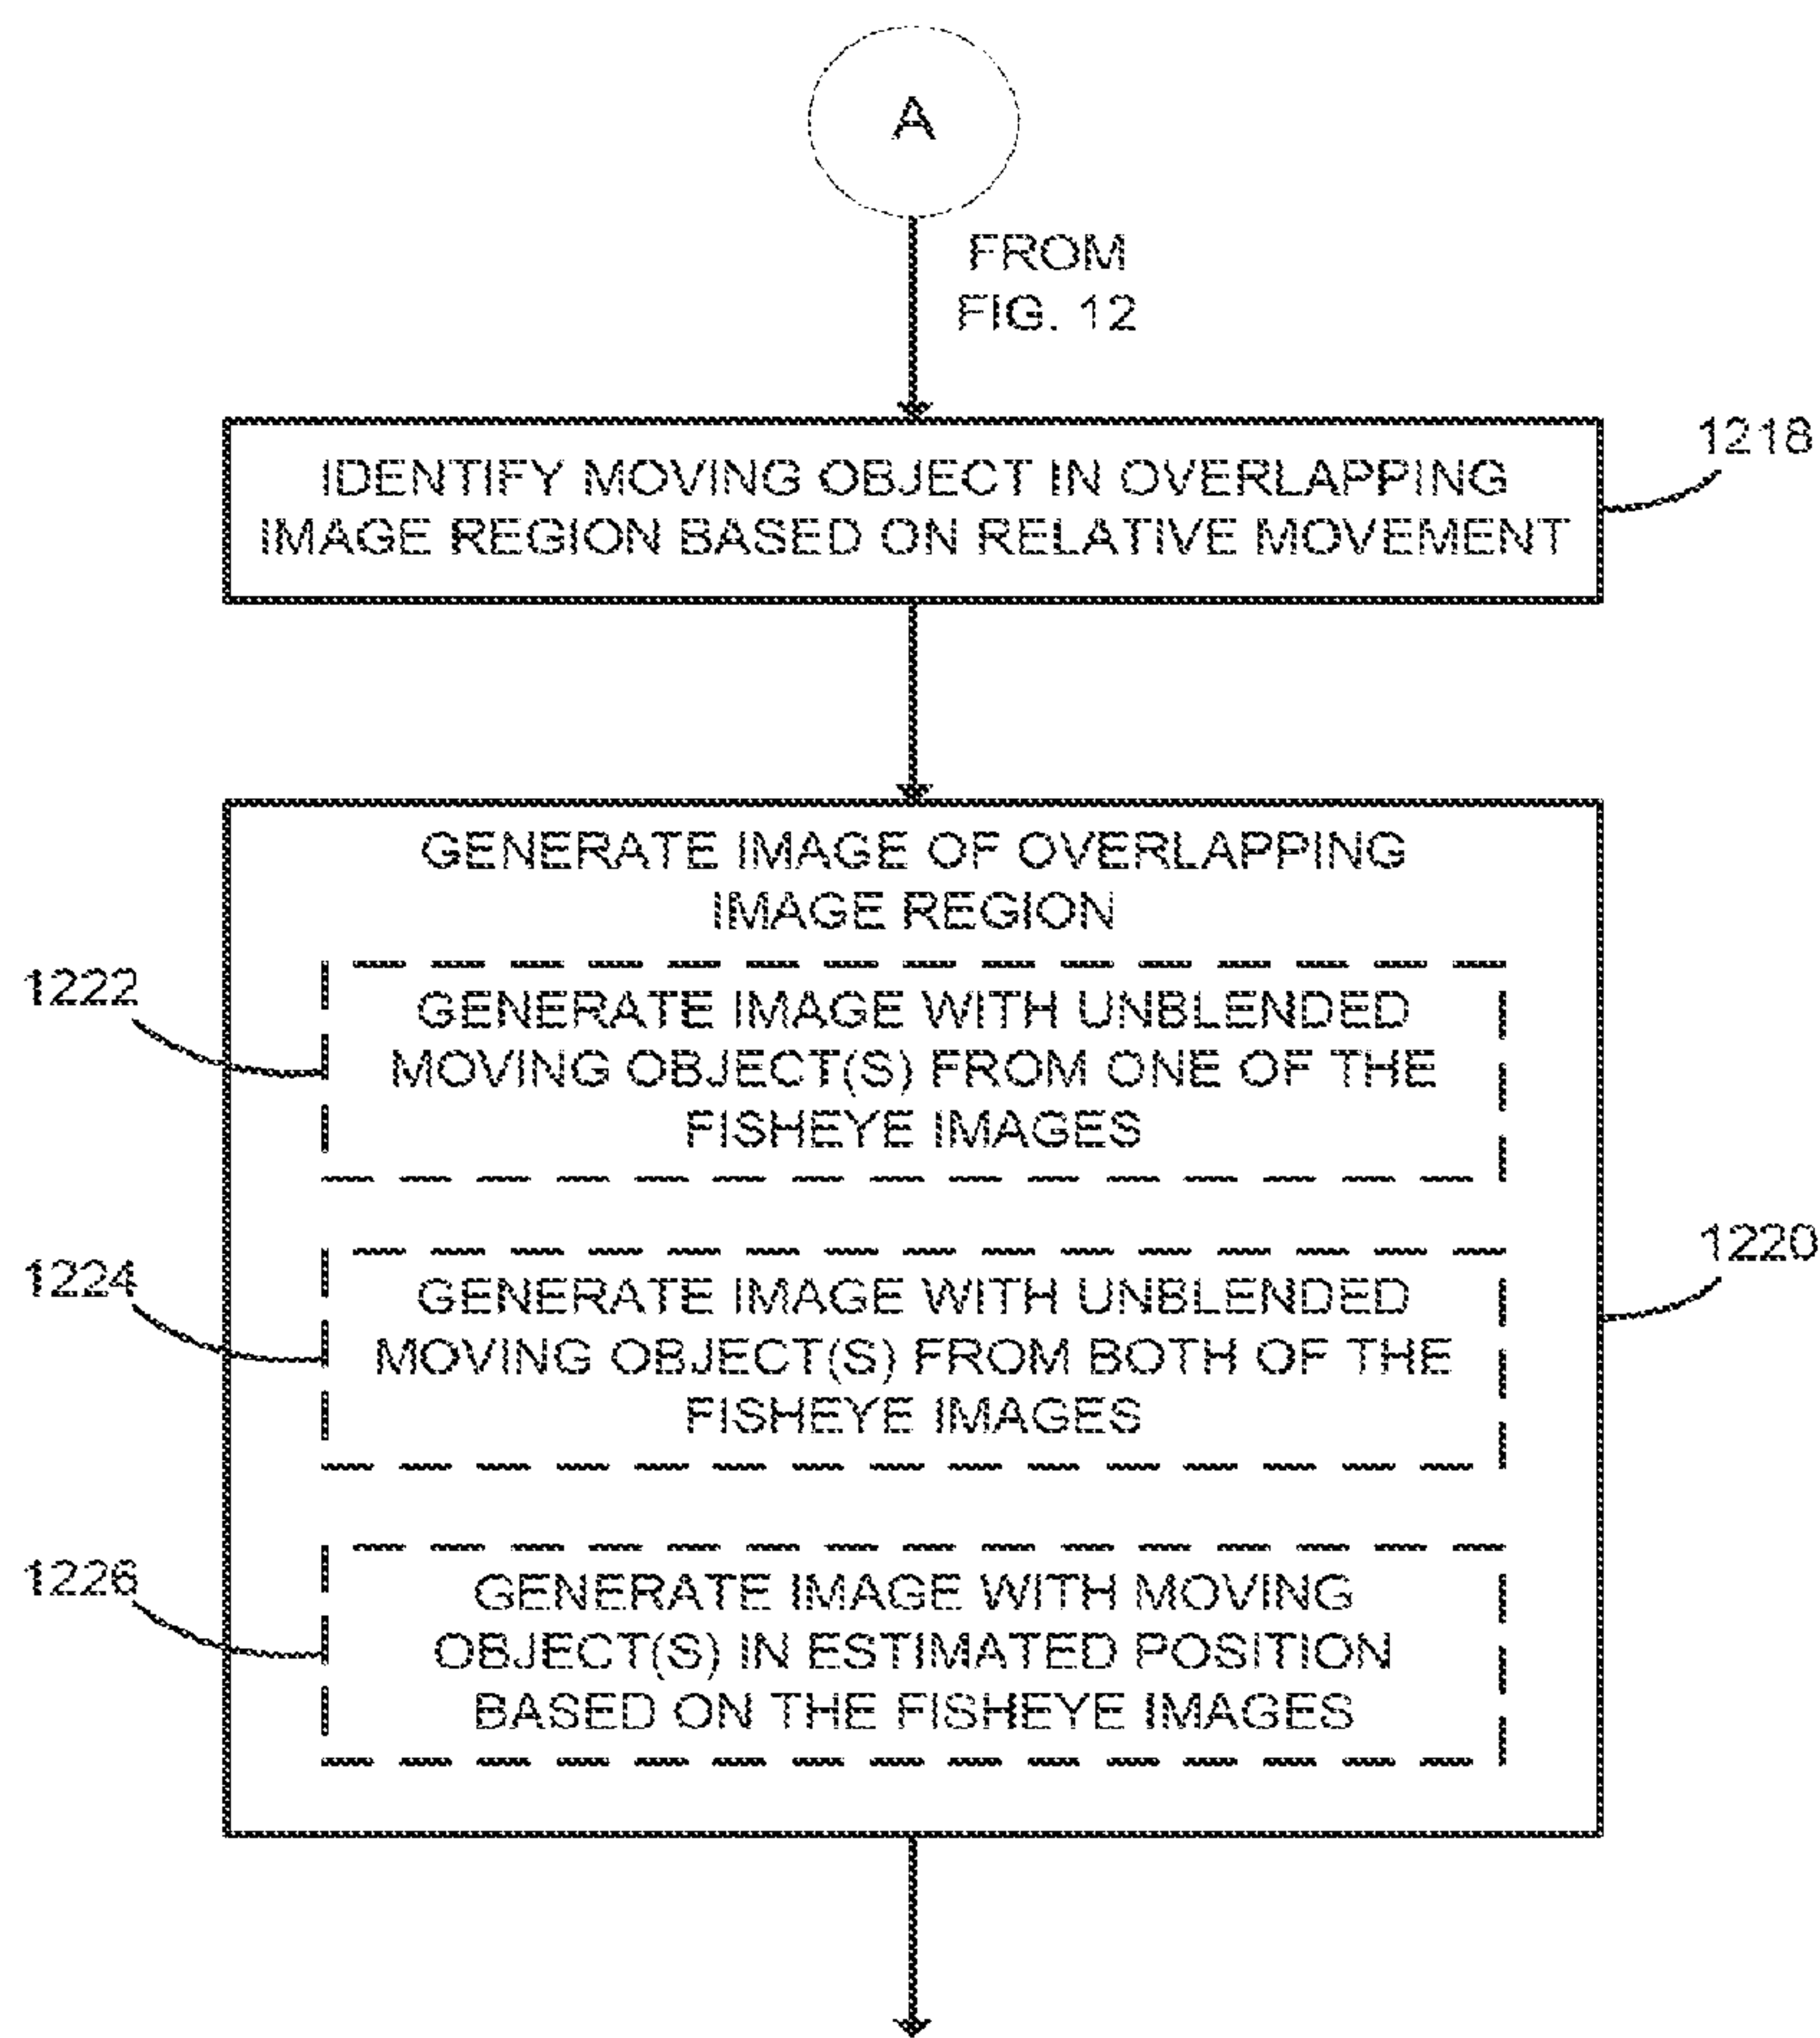 A
FROM
FIG. 12
IDENTIFY MOVING OBJECT IN OVERLAPPING
IMAGE REGION BASED ON RELATIVE MOVEMENT
1218
GENERATE IMAGE OF OVERLAPPING
IMAGE REGION
1222
GENERATE IMAGE WITH UNBLENDED
MOVING OBJECT(S) FROM ONE OF THE
FISHEYE IMAGES
1220
1224
GENERATE IMAGE WITH UNBLENDED
MOVING OBJECT(S) FROM BOTH OF THE
FISHEYE IMAGES
1226
GENERATE IMAGE WITH MOVING
OBJECT(S) IN ESTIMATED POSITION
BASED ON THE FISHEYE IMAGES